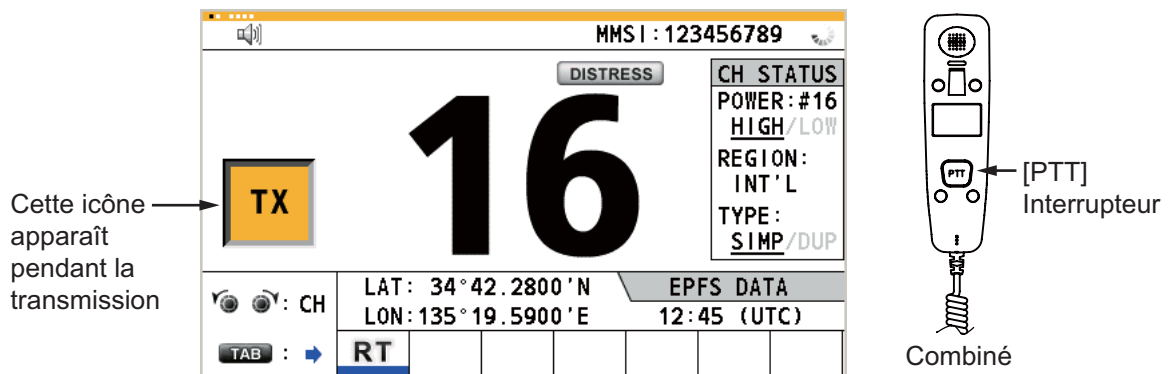 MMSI:123456789
DISTRESS
16
CH STATUS
POWER:#16
HIGH/LOW
REGION:
INT'L
TYPE:
SIMP/DUP
TX
Cette icône
apparaît
pendant la
transmission
: CH
LAT: 34°42.2800'N
LON:135°19.5900'E
EPFS DATA
12:45 (UTC)
TAB :
RT
PTT
[PTT]
Interrupteur
Combiné